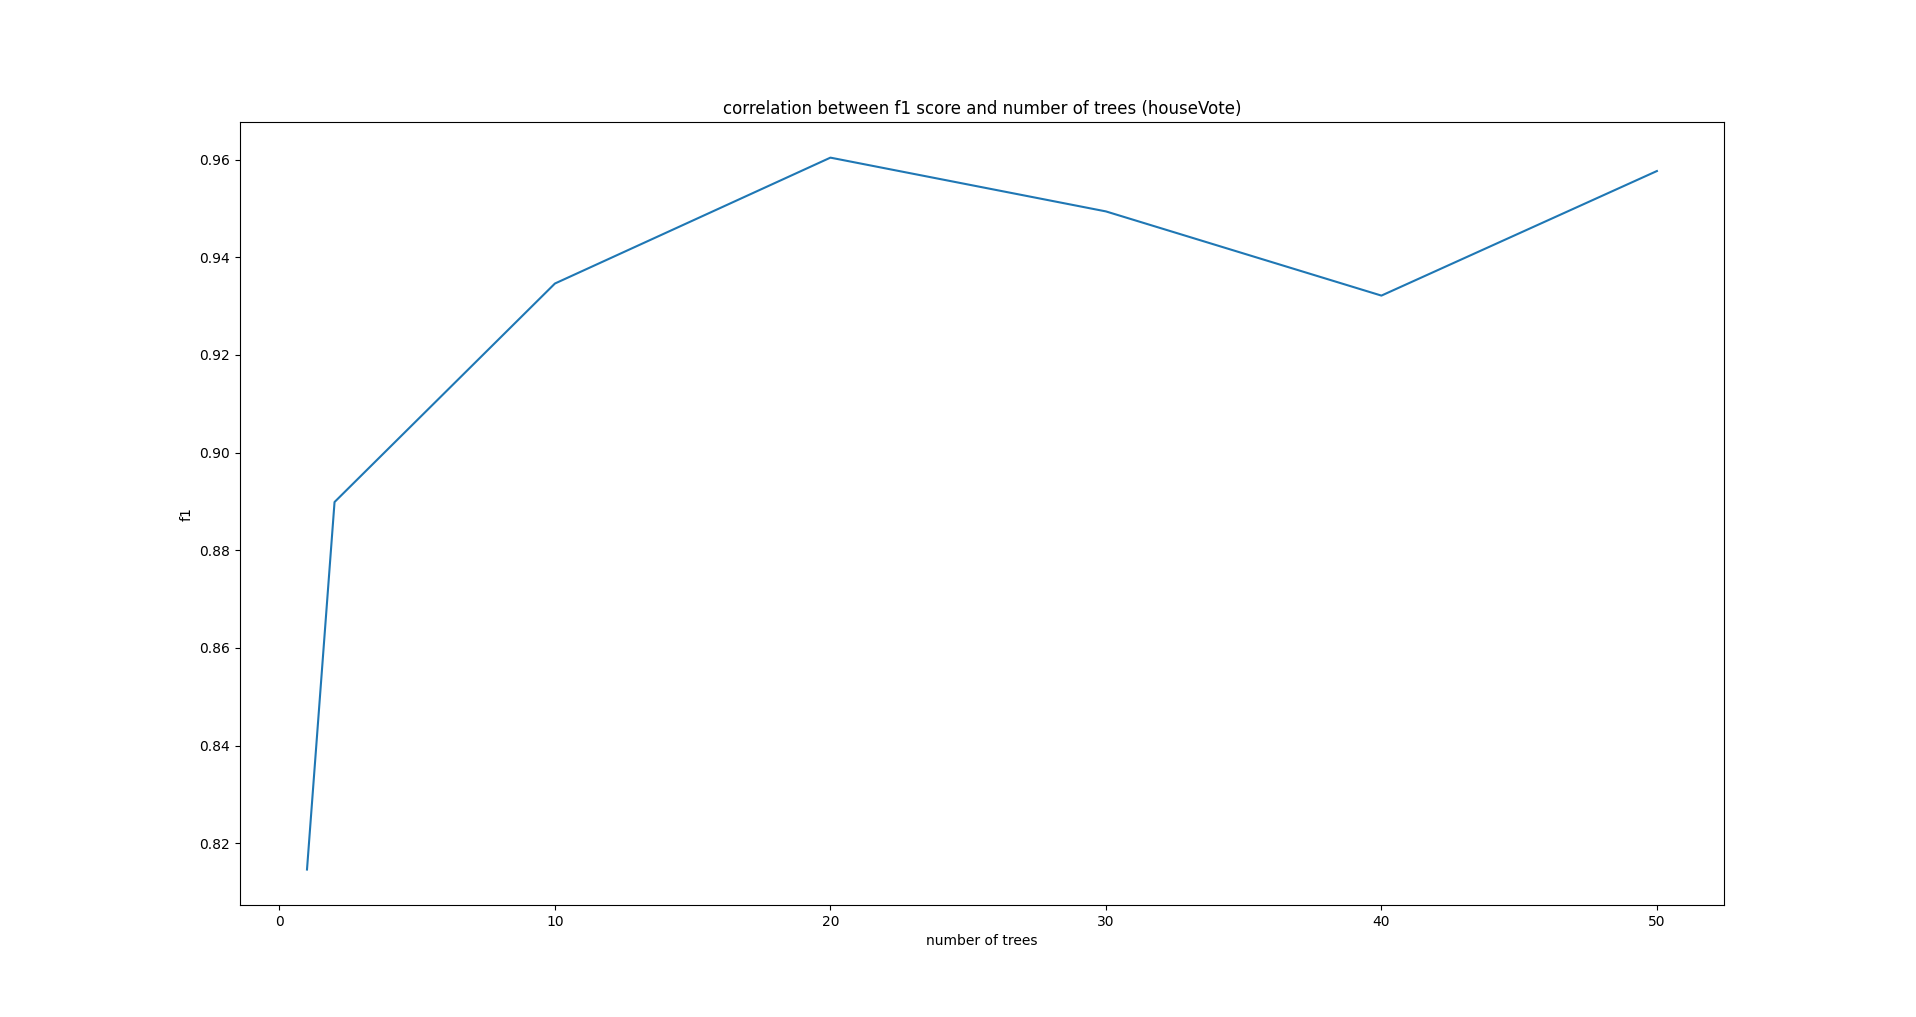 correlation between f1 score and number of trees (houseVote)
0.96
0.94
0.92
0.90
f1
0.88
0.86
0.84
0.82
0 10 20 30 40 50
number of trees